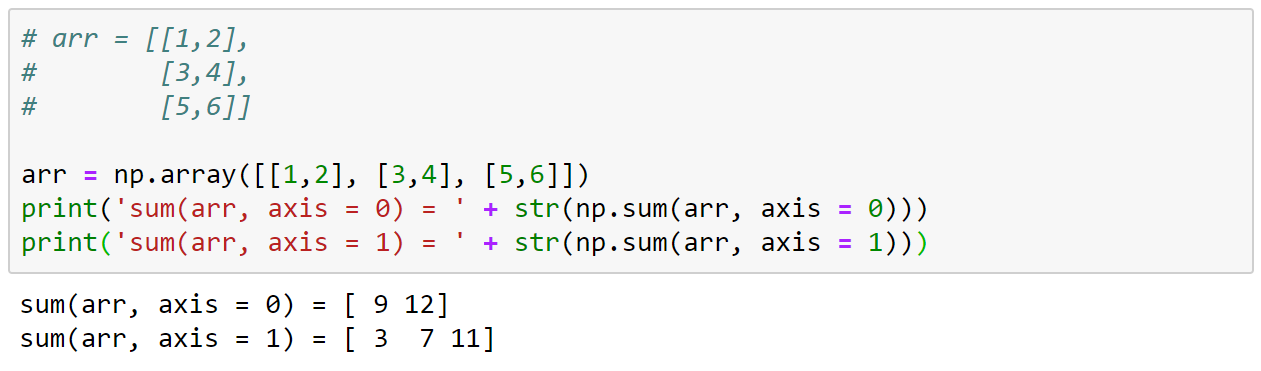 # arr = [[1,2],
#        [3,4],
#        [5,6]]
arr = np.array([[1,2], [3,4], [5,6]])
print('sum(arr, axis = 0) = ' + str(np.sum(arr, axis = 0)))
print('sum(arr, axis = 1) = ' + str(np.sum(arr, axis = 1)))
sum(arr, axis = 0) = [ 9 12]
sum(arr, axis = 1) = [ 3  7 11]